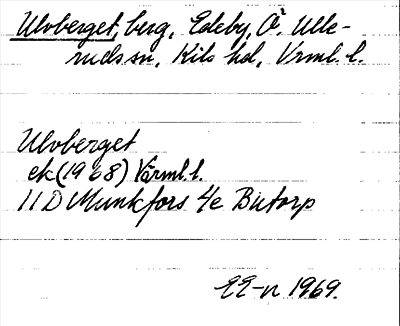 Ulvberget, berg, Edeby, Ö. Ulle-
ruds sn, Kils hd, Vrml. l.
Ulvberget
ek (1968) Värml. l.
11 D Munkfors 4e Butorp
EE-n 1969.